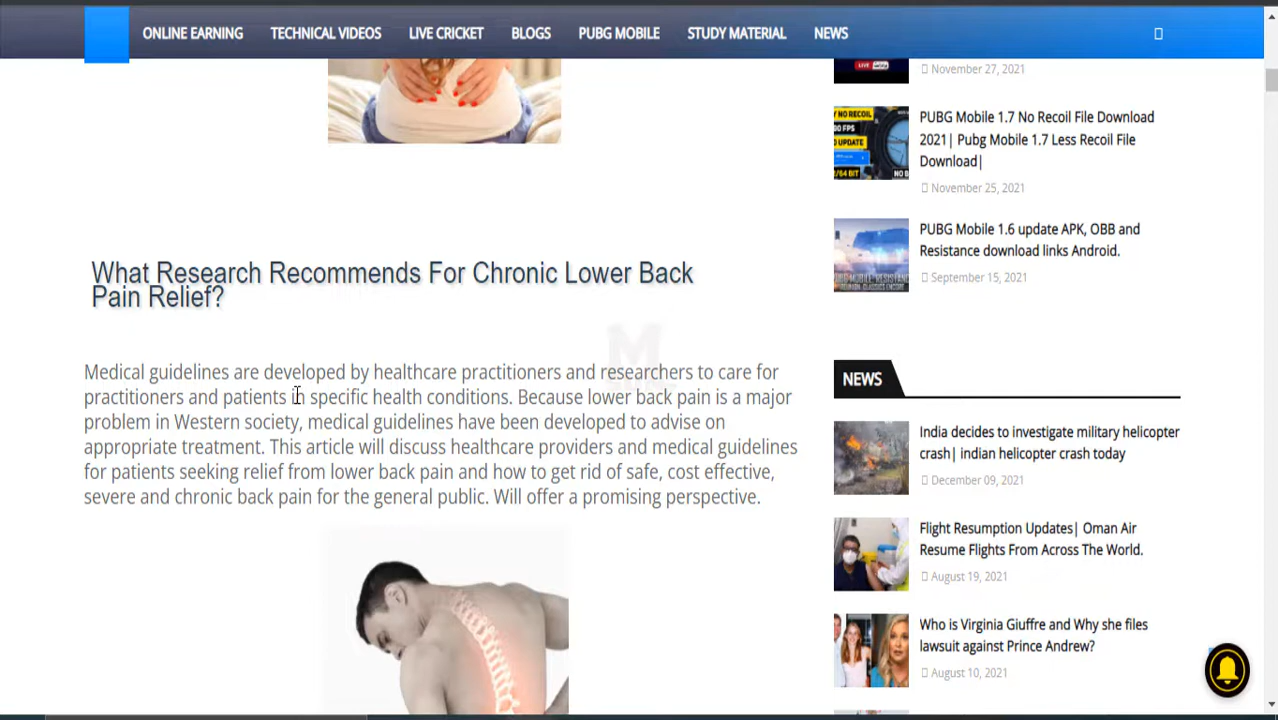 ONLINE EARNING TECHNICAL VIDEOS LIVE CRICKET BLOGS PUBG MOBILE STUDY MATERIAL NEWS
What Research Recommends For Chronic Lower Back
Pain Relief?
Medical guidelines are developed by healthcare practitioners and researchers to care for
practitioners and patients in specific health conditions. Because lower back pain is a major
problem in Western society, medical guidelines have been developed to advise on
appropriate treatment. This article will discuss healthcare providers and medical guidelines
for patients seeking relief from lower back pain and how to get rid of safe, cost effective,
severe and chronic back pain for the general public. Will offer a promising perspective.
LIVE
November 27, 2021
PUBG Mobile 1.7 No Recoil File Download
2021| Pubg Mobile 1.7 Less Recoil File
Download|
November 25, 2021
PUBG Mobile 1.6 update APK, OBB and
Resistance download links Android.
September 15, 2021
NEWS
India decides to investigate military helicopter
crash| indian helicopter crash today
December 09, 2021
Flight Resumption Updates| Oman Air
Resume Flights From Across The World.
August 19, 2021
Who is Virginia Giuffre and Why she files
lawsuit against Prince Andrew?
August 10, 2021